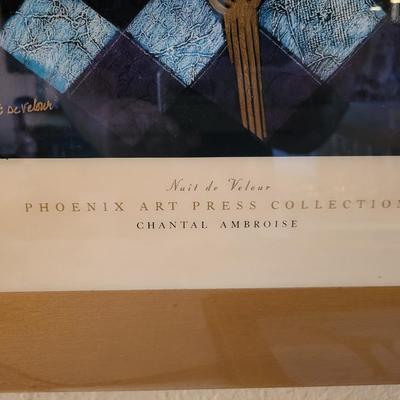 De Velour
Nuit de Velour
PHOENIX ART PRESS COLLECTION
CHANTAL AMBROISE